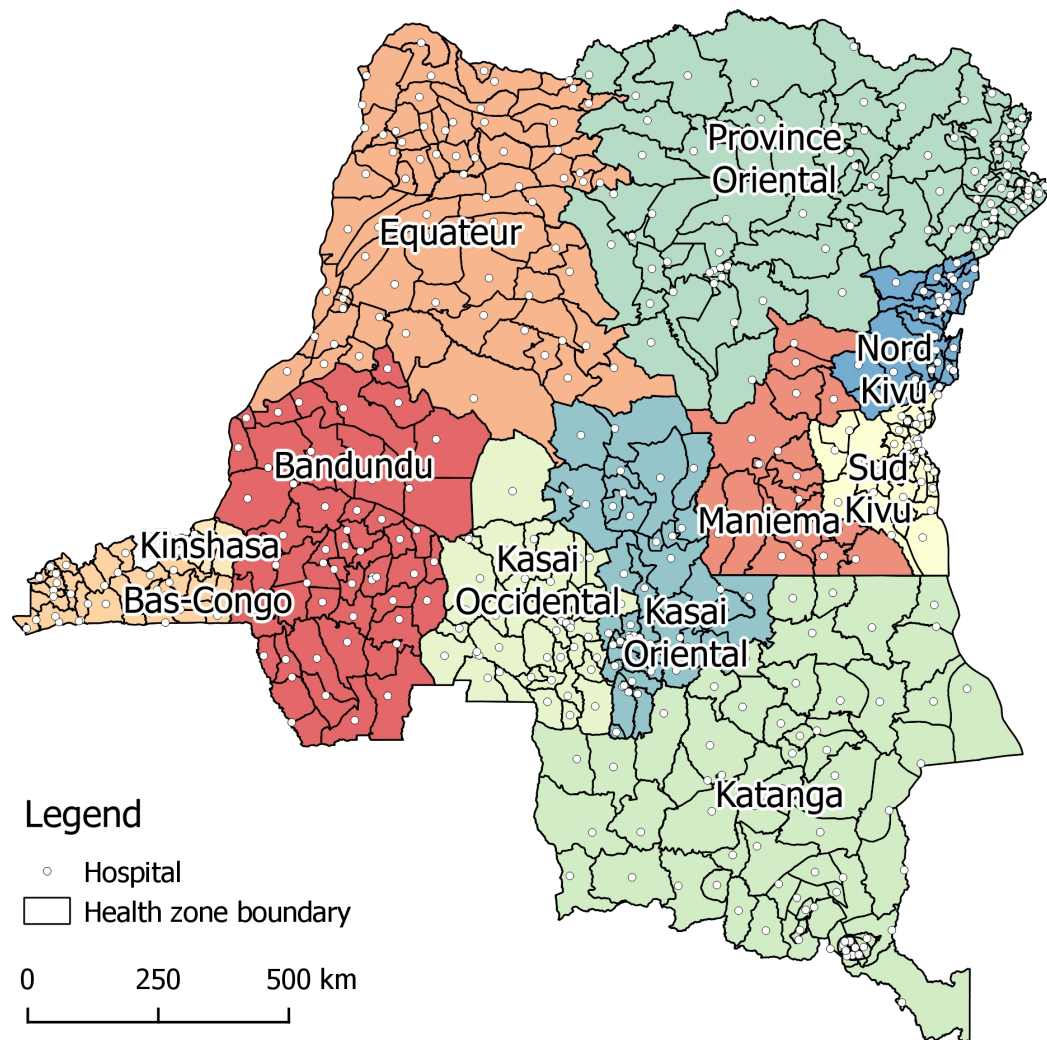 Province
Oriental
Equateur
Nord
Kivu
Bandundu
Sud
Kivu
Maniema
Kinshasa
Kasai
Occidental
Bas-Congo
Kasai
Oriental
Katanga
Legend
Hospital
Health zone boundary
0 250 500 km